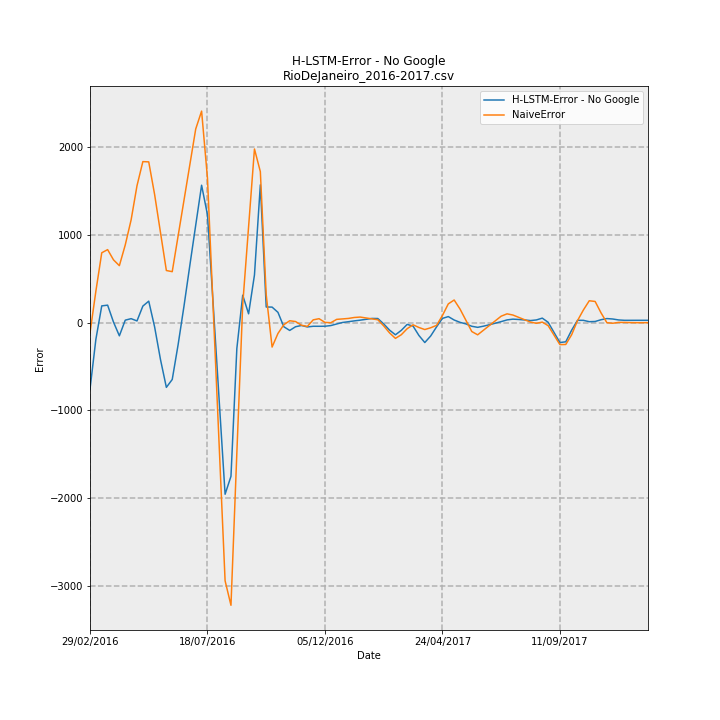 H-LSTM-Error - No Google
RioDeJaneiro_2016-2017.csv
H-LSTM-Error - No Google
NaiveError
2000
1000
0
−1000
−2000
−3000
Error
29/02/2016
18/07/2016
05/12/2016
24/04/2017
11/09/2017
Date